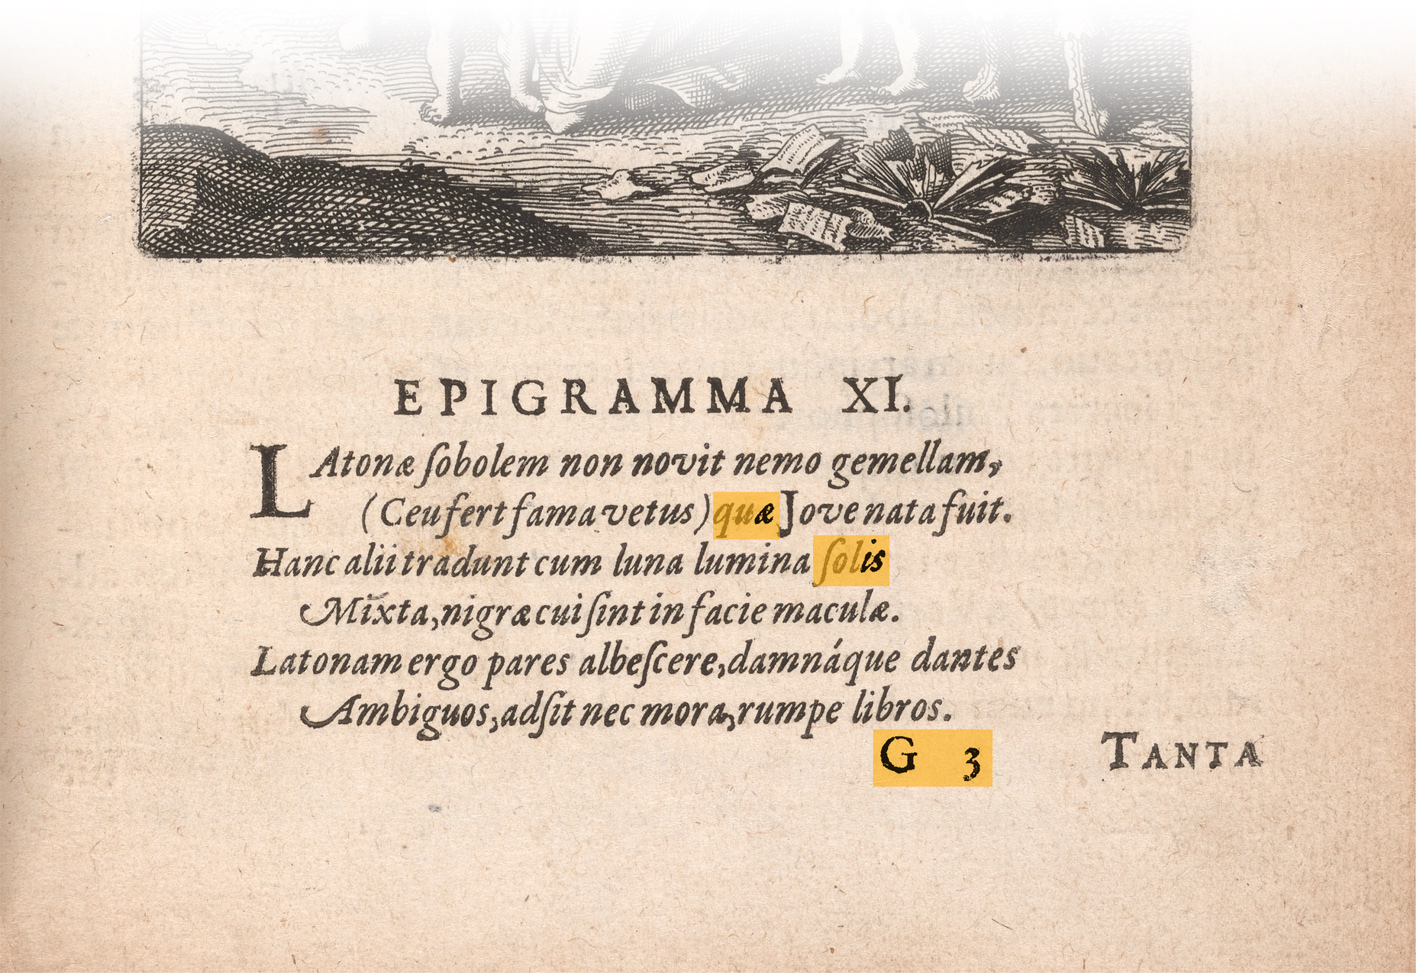 EPIGRAMMA XI.
LAtonæ ſobolem non novit nemo gemellam,
(Ceu fert fama vetus) quæ Jove nata fuit.
Hanc alii tradunt cum luna lumina ſolis
Mixta, nigræ cui ſint in facie maculæ.
Latonam ergo pares albeſcere, damnáque dantes
Ambiguos, adſit nec mora, rumpe libros.
G 3
TANTA